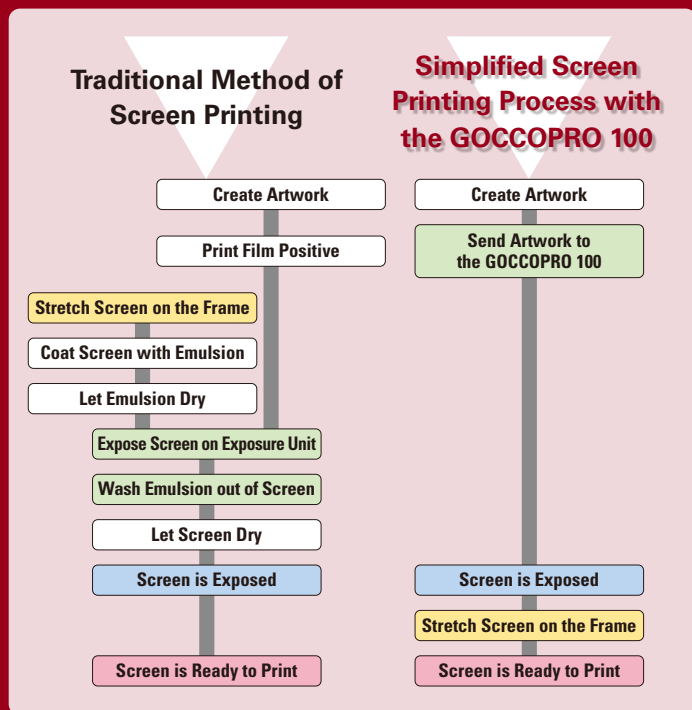 Traditional Method of
Screen Printing
Create Artwork
Print Film Positive
Stretch Screen on the Frame
Coat Screen with Emulsion
Let Emulsion Dry
Expose Screen on Exposure Unit
Wash Emulsion out of Screen
Let Screen Dry
Screen is Exposed
Screen is Ready to Print
Simplified Screen
Printing Process with
the GOCCOPRO 100
Create Artwork
Send Artwork to
the GOCCOPRO 100
Screen is Exposed
Stretch Screen on the Frame
Screen is Ready to Print